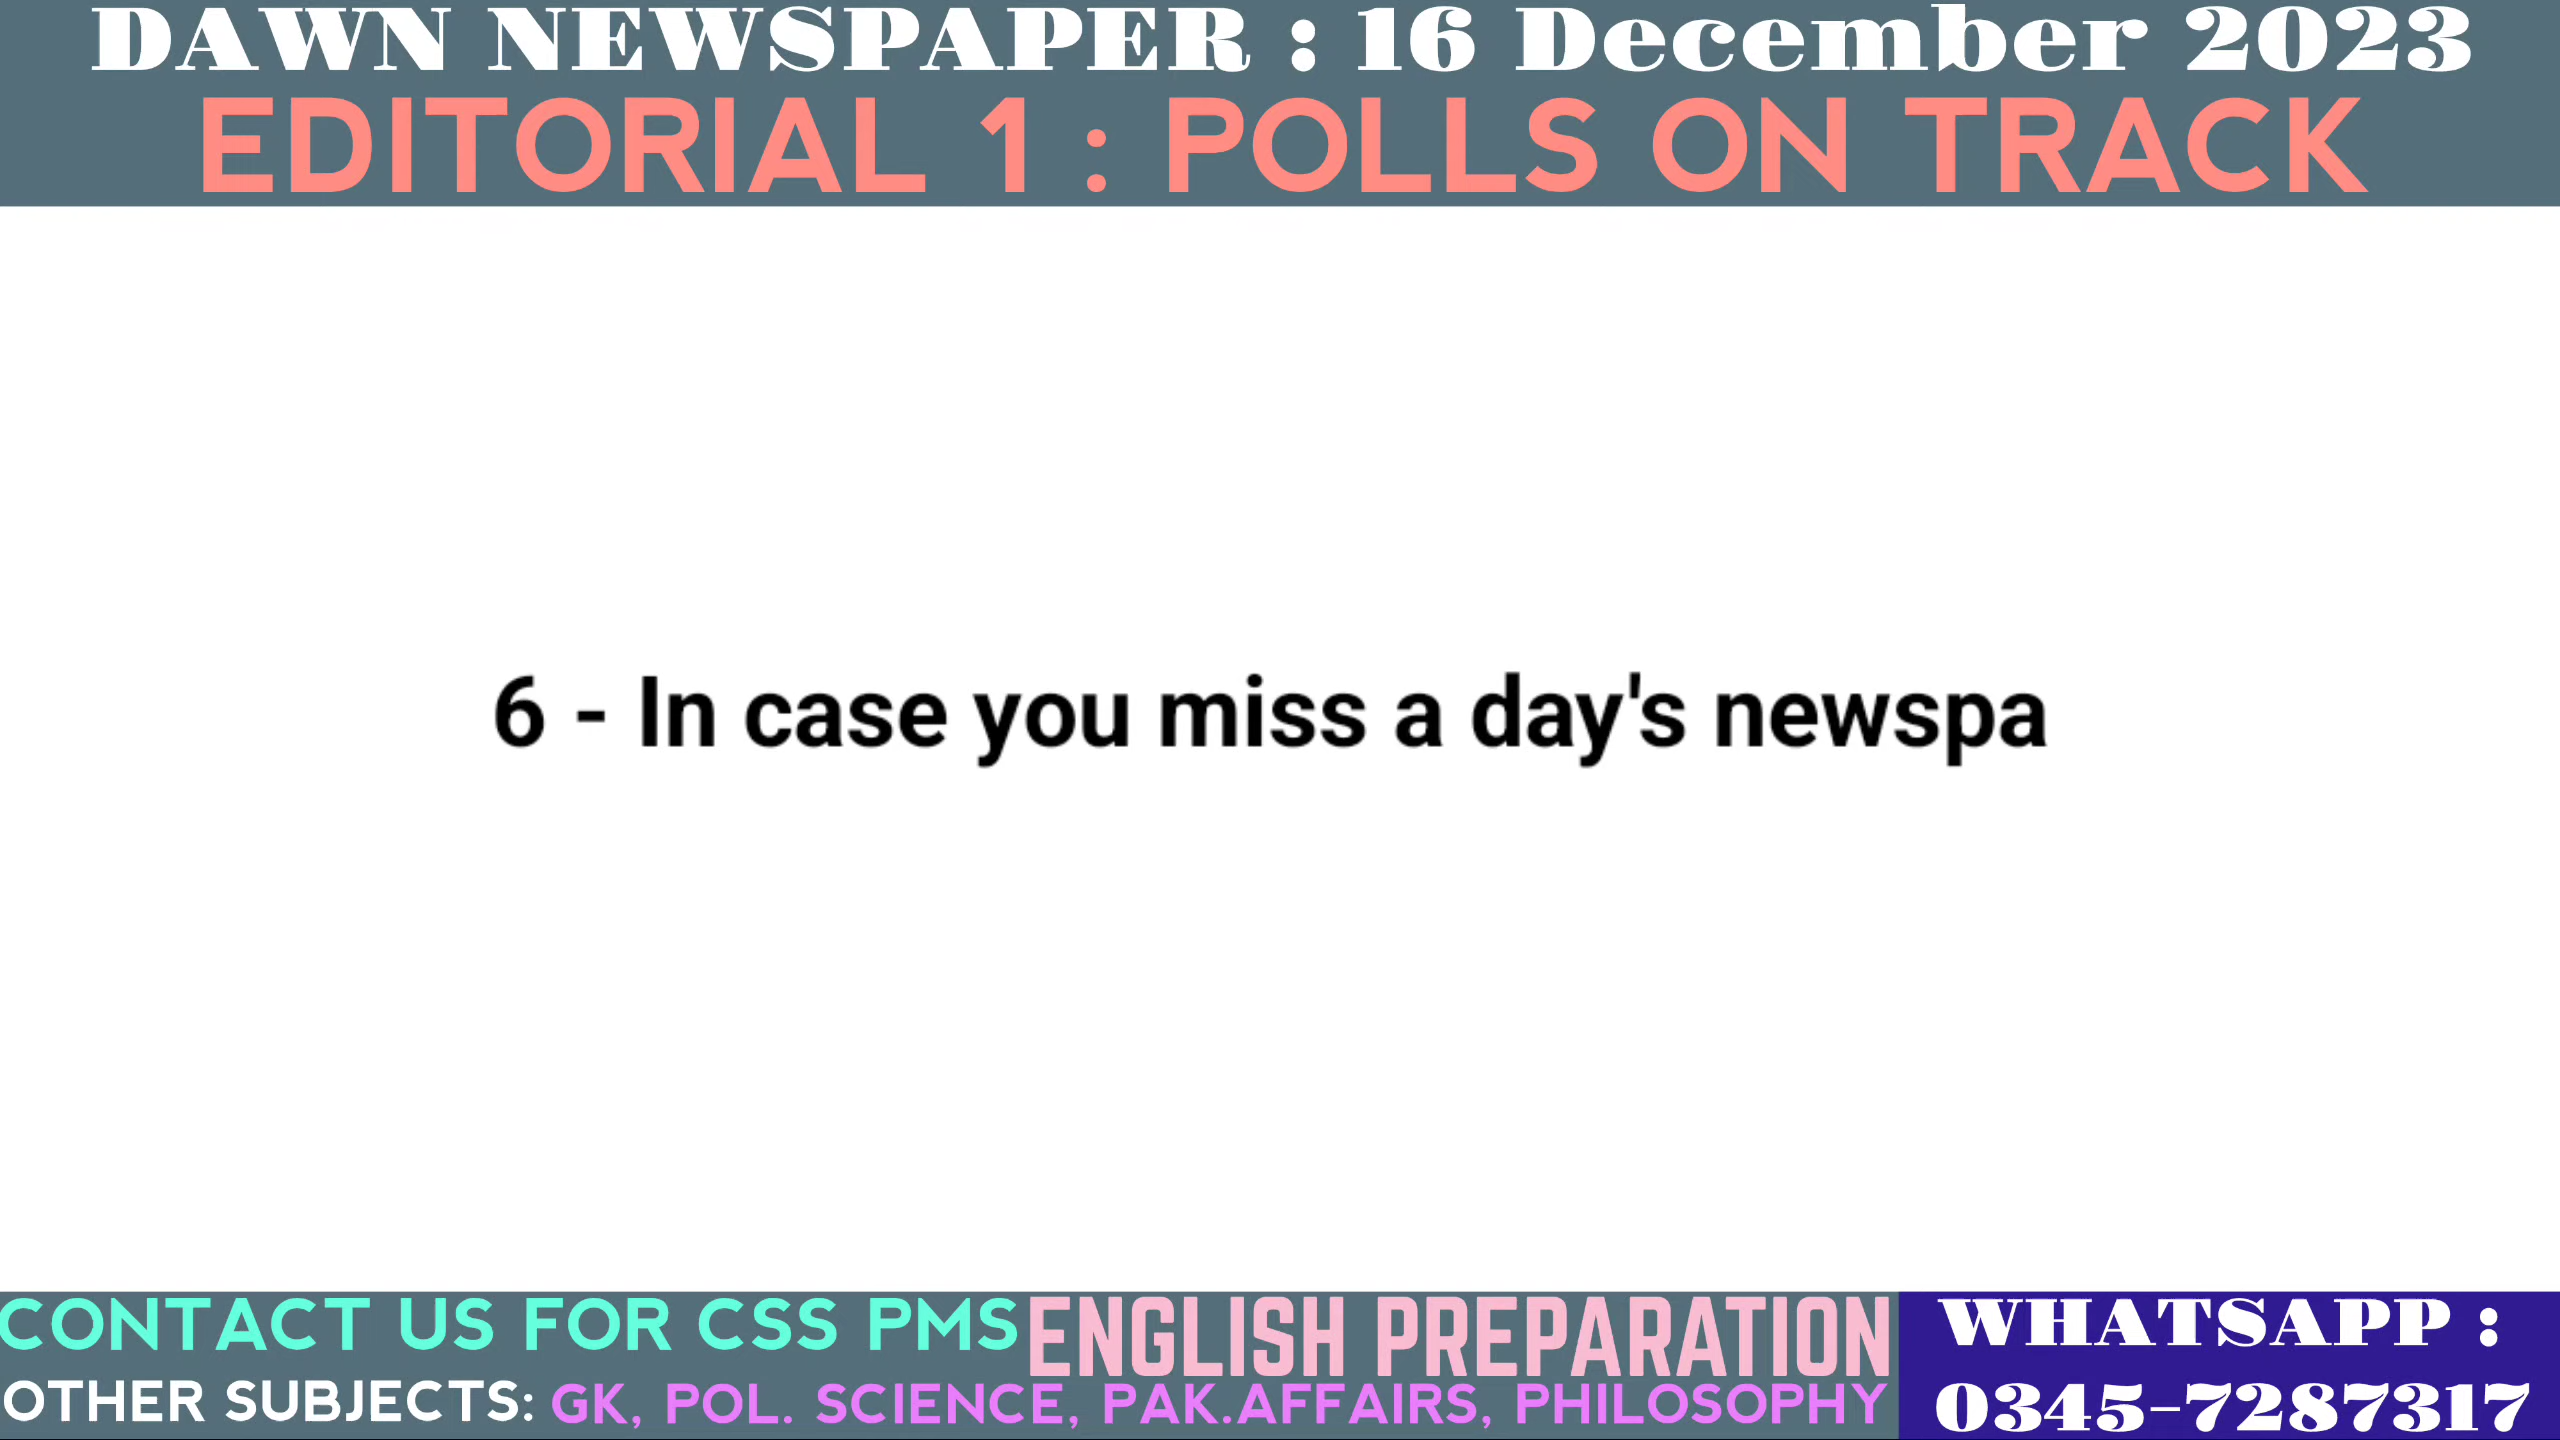 DAWN NEWSPAPER : 16 December 2023
EDITORIAL 1 : POLLS ON TRACK
6 - In case you miss a day's newspa
CONTACT US FOR CSS PMS ENGLISH PREPARATION
OTHER SUBJECTS: GK, POL. SCIENCE, PAK.AFFAIRS, PHILOSOPHY
WHATSAPP :
0345-7287317